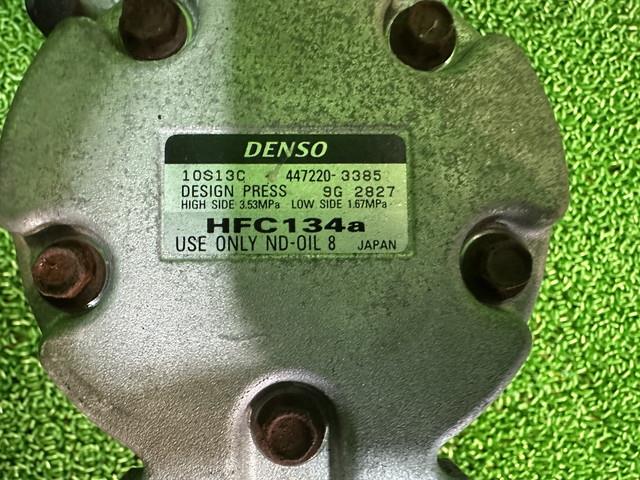 DENSO
10S13C 447220-3385
DESIGN PRESS 9G 2827
HIGH SIDE 3.53MPa LOW SIDE 1.67MPa
HFC134a
USE ONLY ND-OIL 8 JAPAN